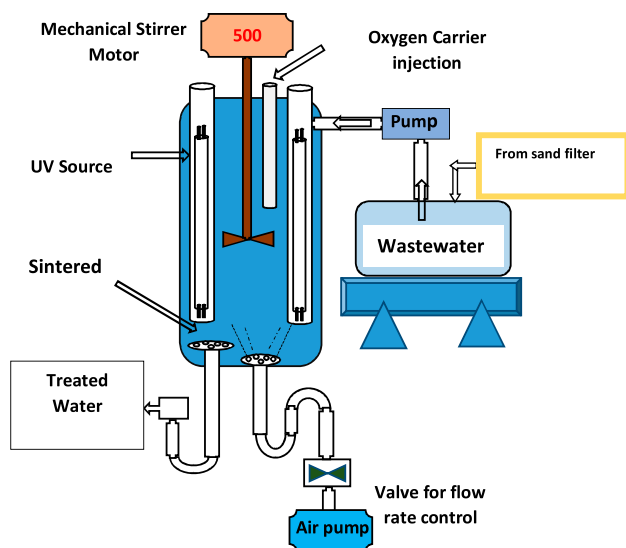 Mechanical Stirrer
Motor
500
Oxygen Carrier
injection
Pump
From sand filter
UV Source
Wastewater
Sintered
Treated
Water
Valve for flow
rate control
Air pump